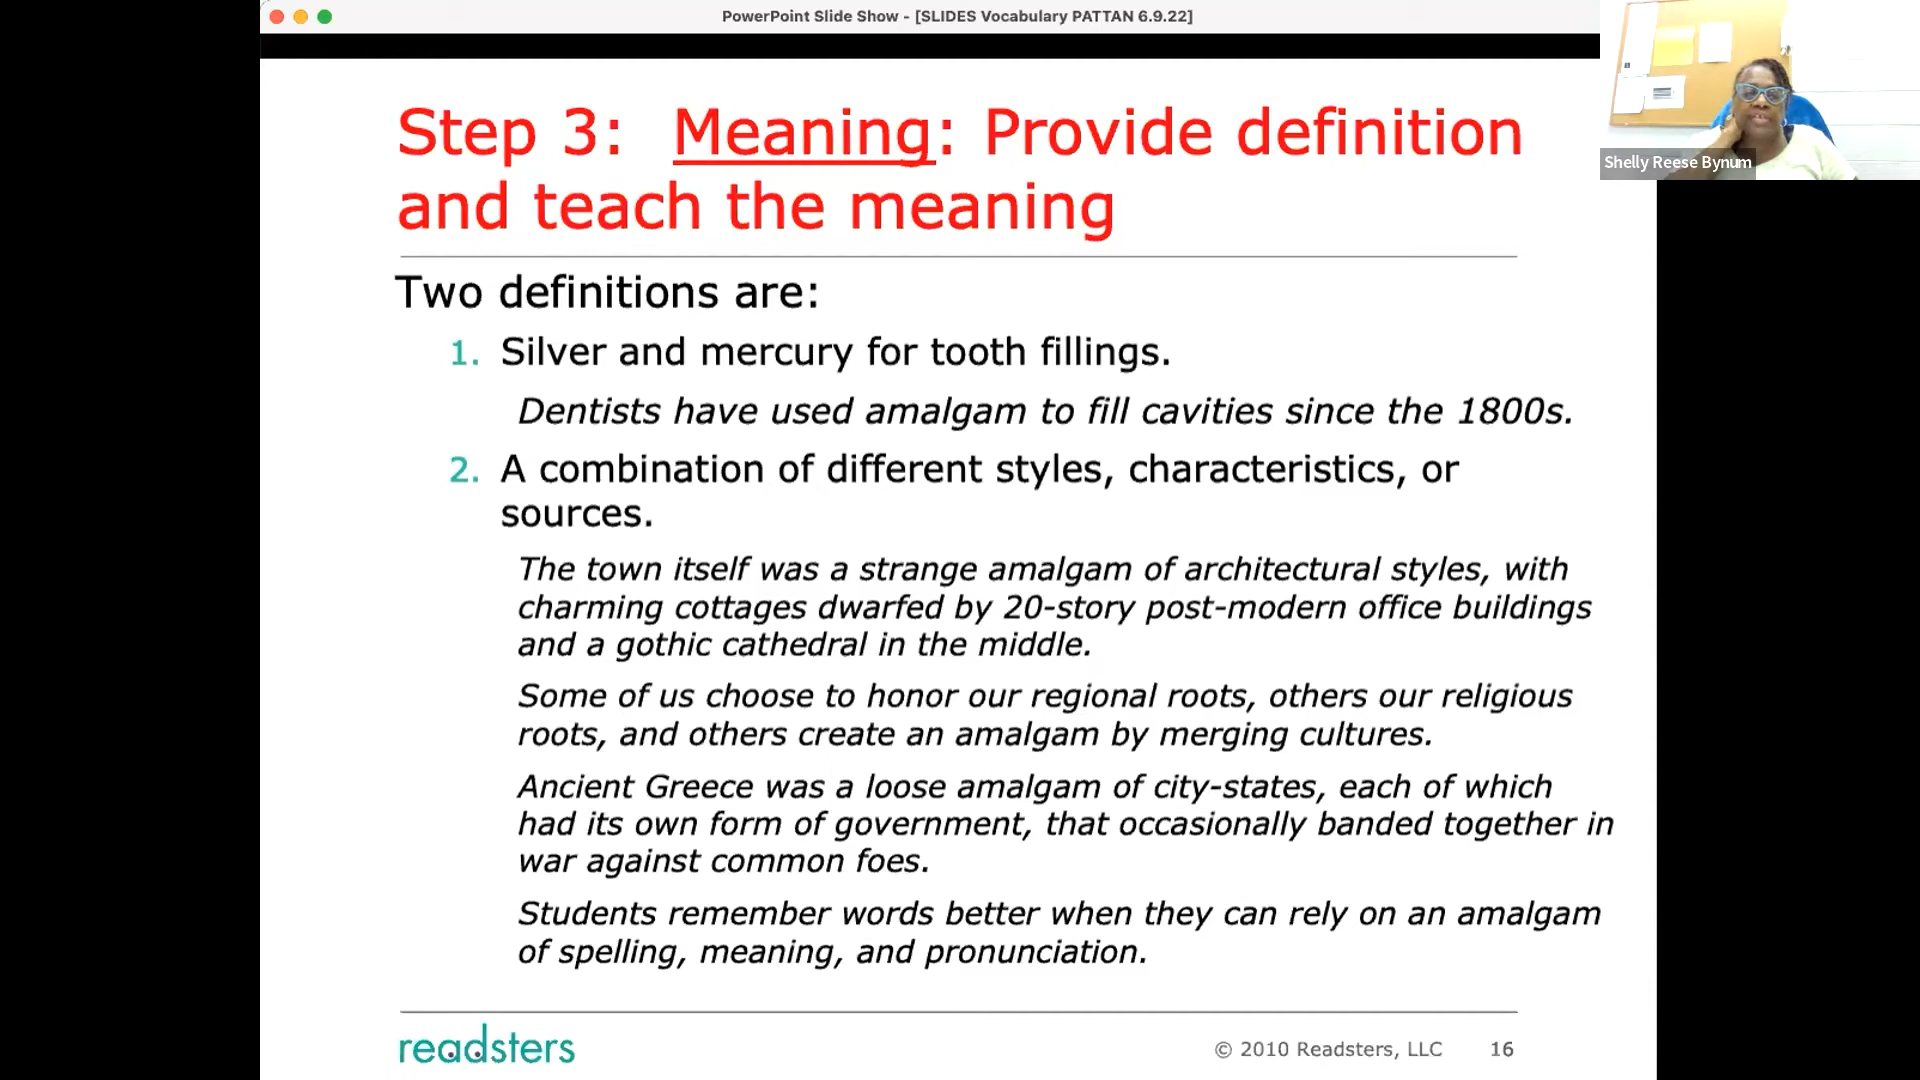 PowerPoint Slide Show - [SLIDES Vocabulary PATTAN 6.9.22]
Shelly Reese Bynum
Step 3: Meaning: Provide definition
and teach the meaning
Two definitions are:
1. Silver and mercury for tooth fillings.
Dentists have used amalgam to fill cavities since the 1800s.
2. A combination of different styles, characteristics, or
sources.
The town itself was a strange amalgam of architectural styles, with
charming cottages dwarfed by 20-story post-modern office buildings
and a gothic cathedral in the middle.
Some of us choose to honor our regional roots, others our religious
roots, and others create an amalgam by merging cultures.
Ancient Greece was a loose amalgam of city-states, each of which
had its own form of government, that occasionally banded together in
war against common foes.
Students remember words better when they can rely on an amalgam
of spelling, meaning, and pronunciation.
readsters
© 2010 Readsters, LLC 16